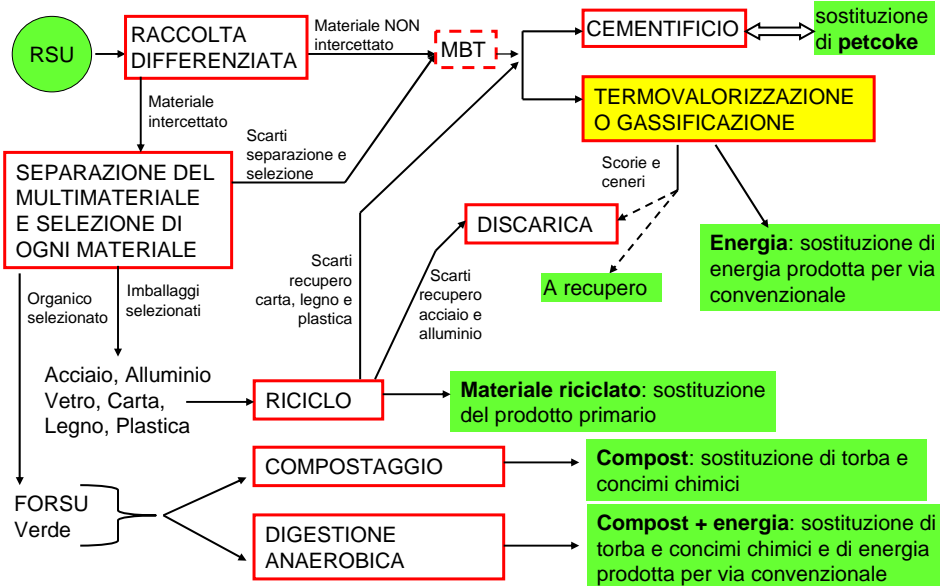 RSU
RACCOLTA
DIFFERENZIATA
Materiale NON
intercettato
MBT
CEMENTIFICIO
sostituzione
di petcoke
Materiale
intercettato
Scarti
separazione e
selezione
TERMOVALORIZZAZIONE
O GASSIFICAZIONE
SEPARAZIONE DEL
MULTIMATERIALE
E SELEZIONE DI
OGNI MATERIALE
Scorie e
ceneri
DISCARICA
A recupero
Energia: sostituzione di
energia prodotta per via
convenzionale
Organico
selezionato
Imballaggi
selezionati
Scarti
recupero
carta, legno e
plastica
Scarti
recupero
acciaio e
alluminio
Acciaio, Alluminio
Vetro, Carta,
Legno, Plastica
RICICLO
Materiale riciclato: sostituzione
del prodotto primario
FORSU
Verde
COMPOSTAGGIO
Compost: sostituzione di torba e
concimi chimici
DIGESTIONE
ANAEROBICA
Compost + energia: sostituzione di
torba e concimi chimici e di energia
prodotta per via convenzionale